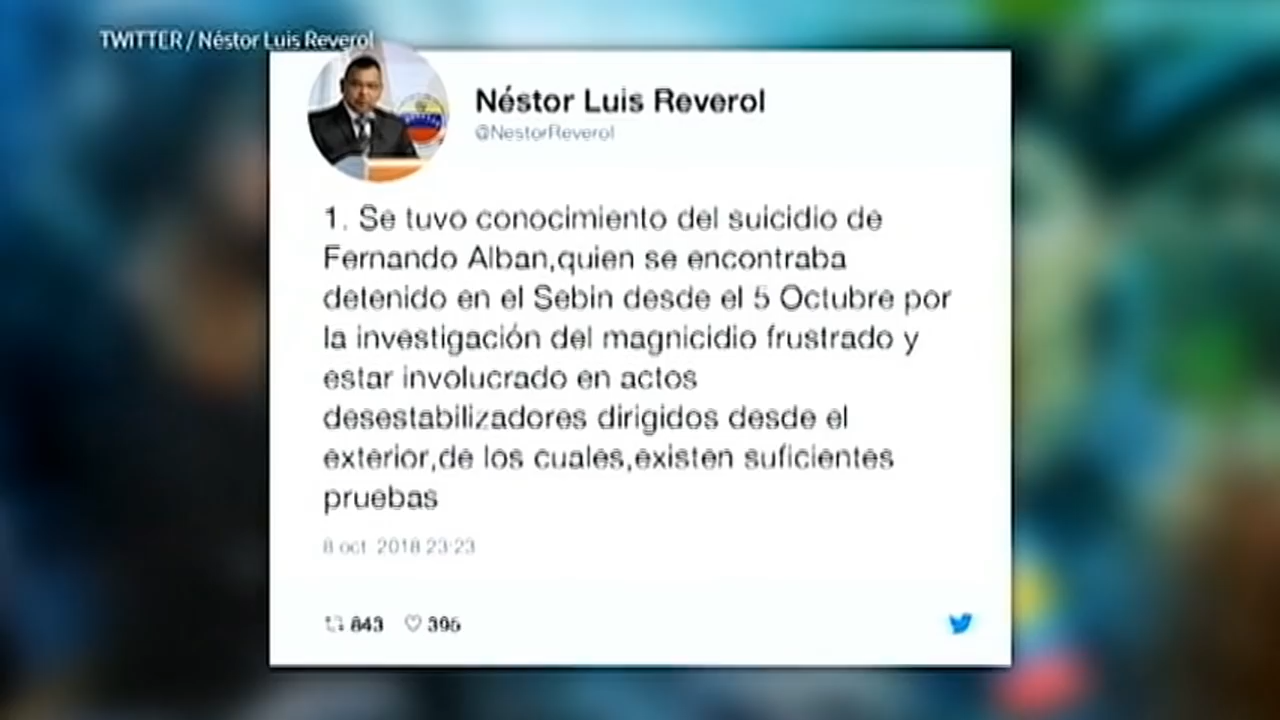 TWITTER / Néstor Luis Reverol
Néstor Luis Reverol
@NestorReverol
1. Se tuvo conocimiento del suicidio de
Fernando Alban,quien se encontraba
detenido en el Sebin desde el 5 Octubre por
la investigación del magnicidio frustrado y
estar involucrado en actos
desestabilizadores dirigidos desde el
exterior,de los cuales,existen suficientes
pruebas
8 oct. 2018 23:23
843 395